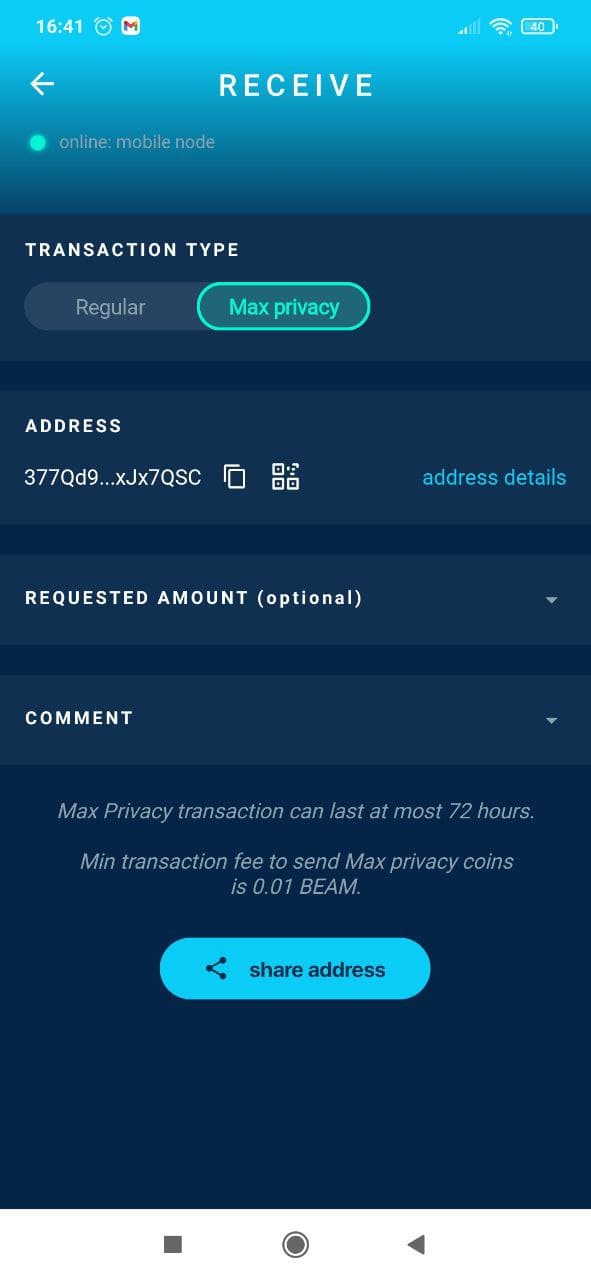 16:41
40
RECEIVE
online: mobile node
TRANSACTION TYPE
Regular
Max privacy
ADDRESS
377Qd9...xJx7QSC
address details
REQUESTED AMOUNT (optional)
COMMENT
Max Privacy transaction can last at most 72 hours.
Min transaction fee to send Max privacy coins
is 0.01 BEAM.
share address